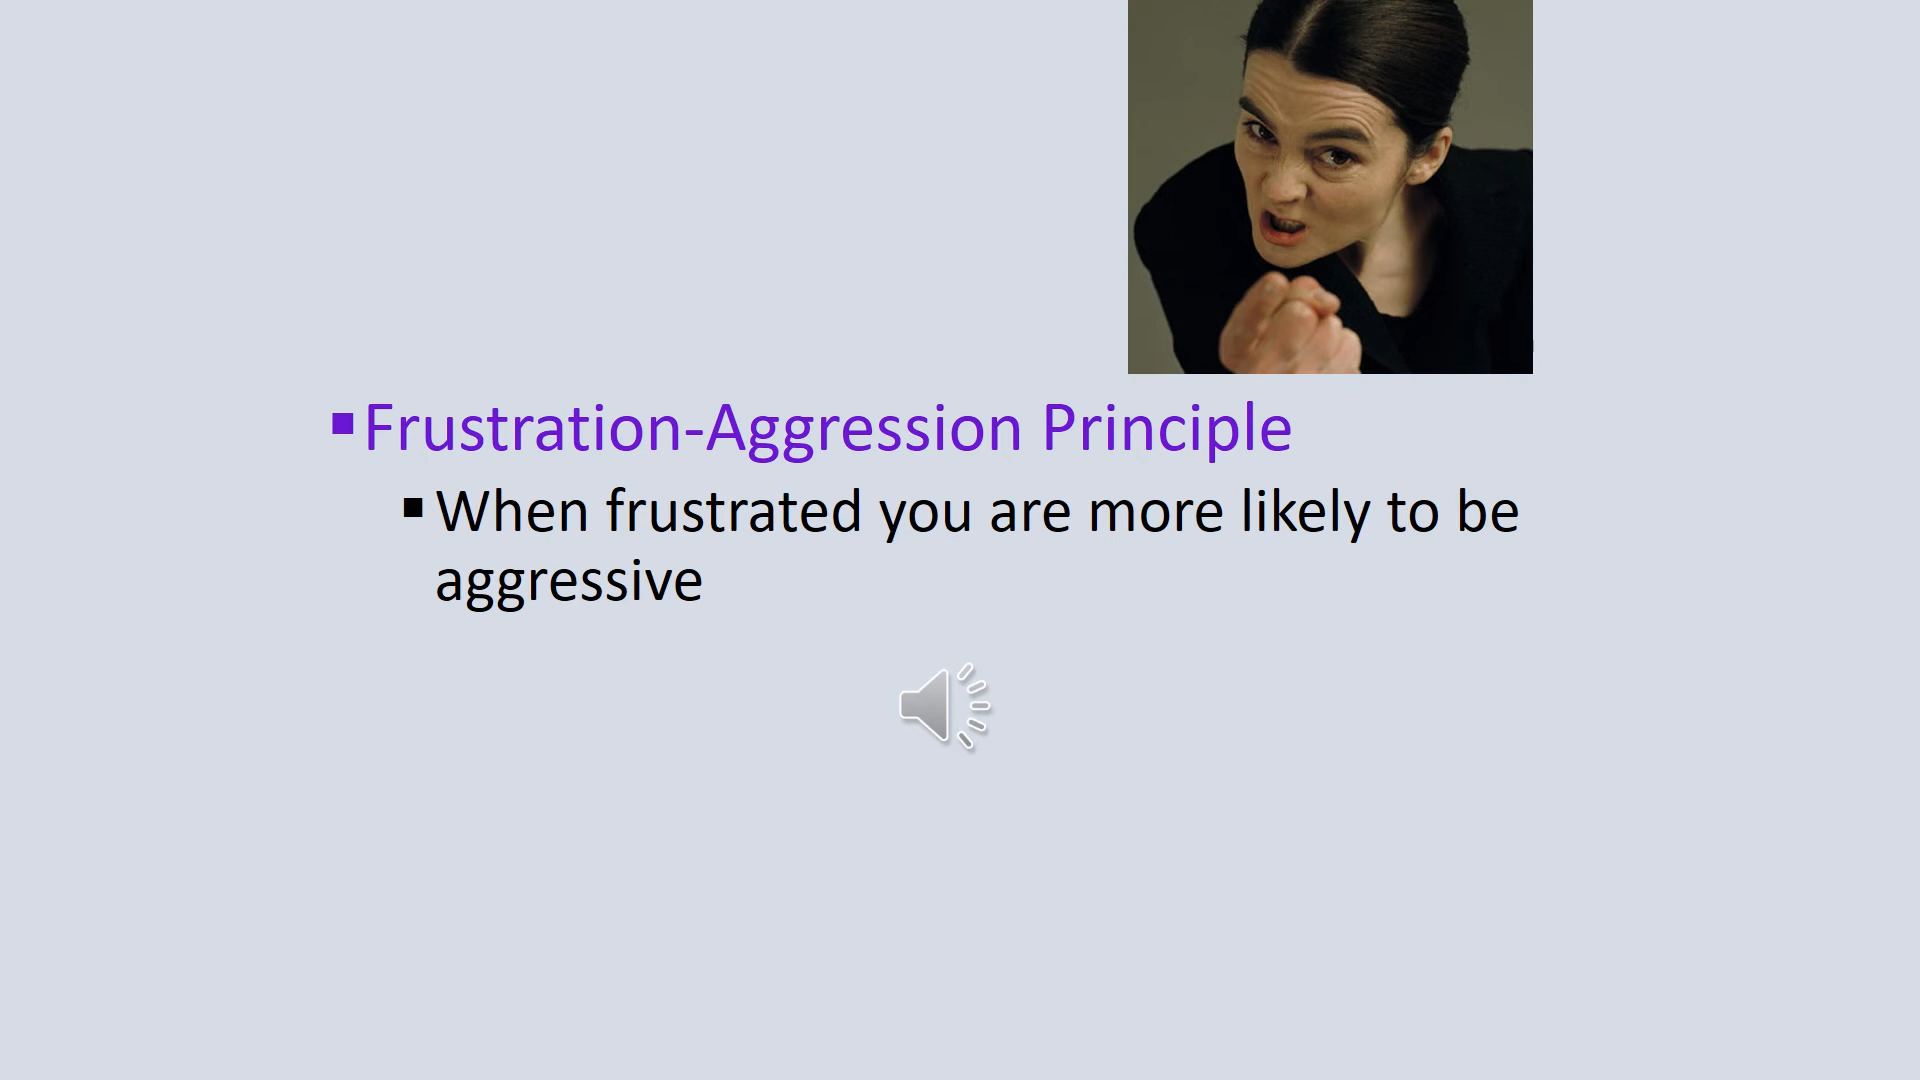 ▪Frustration-Aggression Principle
▪When frustrated you are more likely to be
aggressive